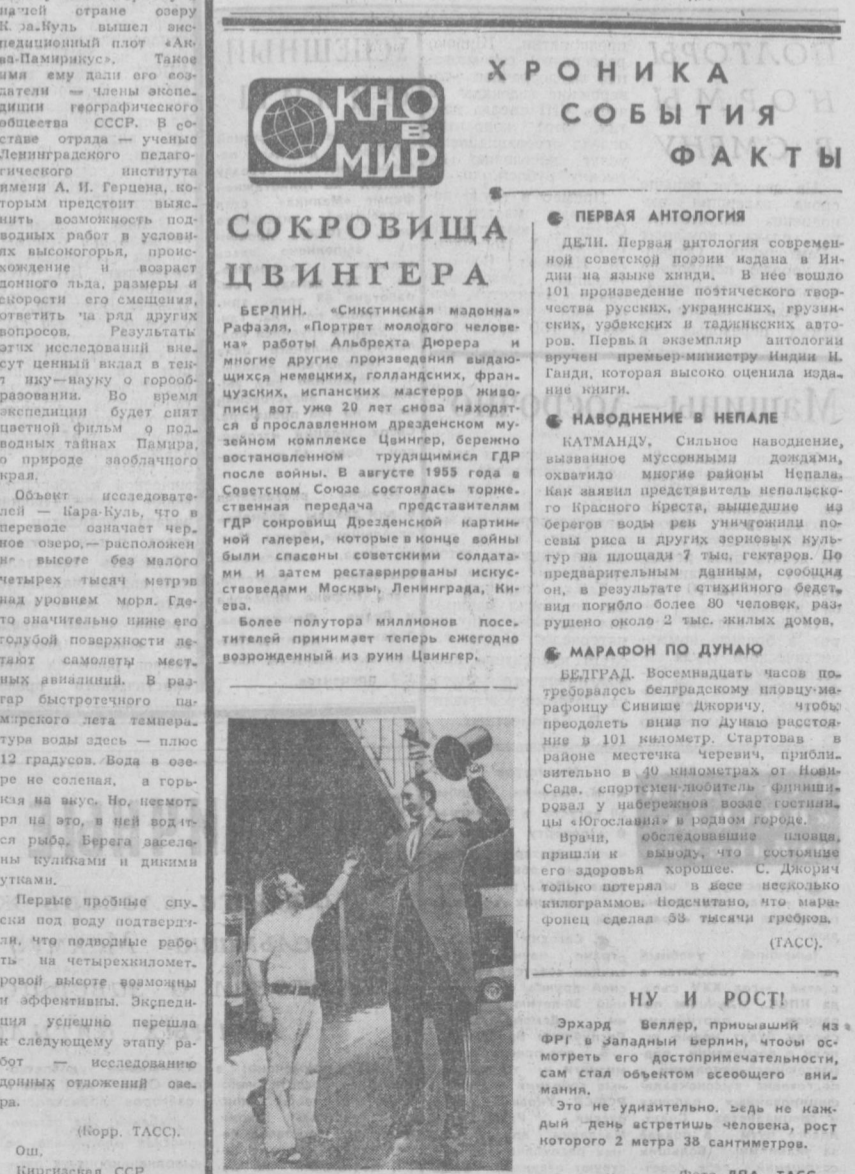 нашей стране озеру
вышел экс-
педиционный плот «Ак-
ва-Памирикус». Такое
имя ему дали его соз-
датели — члены экспе-
диции географического
общества СССР. В со-
ставе отряда — ученые
Ленинградского педаго-
гического института
имени А. И. Герцена, ко-
торым предстоит выяс-
нить возможность под-
водных работ в услови-
ях высокогорья, проис-
хождение и возраст
донного льда, размеры и
скорости его смещения,
ответить на ряд других
вопросов. Результаты
этих исследований вне-
сут ценный вклад в тек-
нику—науку о горооб-
разовании. Во время
экспедиции будет снят
цветной фильм о под-
водных тайнах Памира,
о природе заоблачного
края.
Объект исследовате-
лей — Кара-Куль, что в
переводе означает чер-
ное озеро,— расположен
на высоте без малого
четырех тысяч метров
над уровнем моря. Где-
то значительно ниже его
голубой поверхности ле-
тают самолеты мест-
ных авиалиний. В раз-
гар быстротечного па-
мирского лета темпера-
тура воды здесь — плюс
12 градусов. Вода в озе-
ре не соленая, а горь-
кая на вкус. Но, несмот-
ря на это, в ней водит-
ся рыба. Берега заселе-
ны куликами и дикими
утками.
Первые пробные спу-
ски под воду подтверди-
ли, что подводные рабо-
ты на четырехкиломет-
ровой высоте возможны
и эффективны. Экспеди-
ция успешно перешла
к следующему этапу ра-
бот — исследованию
донных отложений озе-
ра.
(Корр. ТАСС).
Ош,
Киргизская ССР
ОКНО
В
МИР
ХРОНИКА
СОБЫТИЯ
ФАКТЫ
СОКРОВИЩА
ЦВИНГЕРА
БЕРЛИН. «Сикстинская мадонна»
Рафаэля, «Портрет молодого челове-
на» работы Альбрехта Дюрера и
многие другие произведения выдаю-
щихся немецких, голландских, фран-
цузских, испанских мастеров живо-
писи вот уже 20 лет снова находят-
ся в прославленном дрезденском му-
зейном комплексе Цвингер, бережно
востановленном трудящимися ГДР
после войны. В августе 1955 года в
Советском Союзе состоялась торже-
ственная передача представителям
ГДР сокровищ Дрезденской картин-
ной галереи, которые в конце войны
были спасены советскими солдата-
ми и затем реставрированы искус-
ствоведами Москвы, Ленинграда, Ки-
ева.
Более полутора миллионов посе-
тителей принимает теперь ежегодно
возрожденный из руин Цвингер.
ПЕРВАЯ АНТОЛОГИЯ
ДЕЛИ. Первая антология современ-
ной советской поэзии издана в Ин-
дии на языке хинди. В нее вошло
101 произведение поэтического твор-
чества русских, украинских, грузин-
ских, узбекских и таджикских авто-
ров. Первый экземпляр антологии
вручен премьер-министру Индии И.
Ганди, которая высоко оценила изда-
ние книги.
НАВОДНЕНИЕ В НЕПАЛЕ
КАТМАНДУ, Сильное наводнение,
вызванное муссонными дождями,
охватило многие районы Непала.
Как заявил представитель непальско-
го Красного Креста, вышедшие из
берегов воды рек уничтожили по-
севы риса и других зерновых куль-
тур на площади 7 тыс. гектаров. По
предварительным данным, сообщил
он, в результате стихийного бедст-
вия погибло более 80 человек, раз-
рушено около 2 тыс. жилых домов.
МАРАФОН ПО ДУНАЮ
БЕЛГРАД. Восемнадцать часов по-
требовалось белградскому пловцу-ма-
рафонцу Синише Джоричу, чтобы
преодолеть вниз по Дунаю расстоя-
ние в 101 километр. Стартовав в
районе местечка Черевич, прибли-
зительно в 40 километрах от Нови-
Сада, спортсмен-любитель финиши-
ровал у набережной возле гостини-
цы «Югославия» в родном городе.
Врачи, обследовавшие пловца,
пришли к выводу, что состояние
его здоровья хорошее. С. Джорич
только потерял в весе несколько
килограммов. Подсчитано, что мара-
фонец сделал 53 тысячи гребков.
(ТАСС).
НУ И РОСТ!
Эрхард Веллер, прибывший из
ФРГ в Западный Берлин, чтобы ос-
мотреть его достопримечательности,
сам стал объектом всеобщего вни-
мания.
Это не удивительно, ведь не каж-
дый день встретишь человека, рост
которого 2 метра 38 сантиметров.